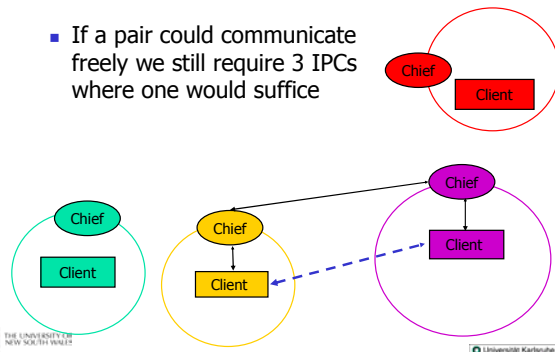 ▪ If a pair could communicate
freely we still require 3 IPCs
where one would suffice
Chief
Client
Chief
Chief
Chief
Client
Client
Client
THE UNIVERSITY OF
NEW SOUTH WALES
Universität Karlsruhe